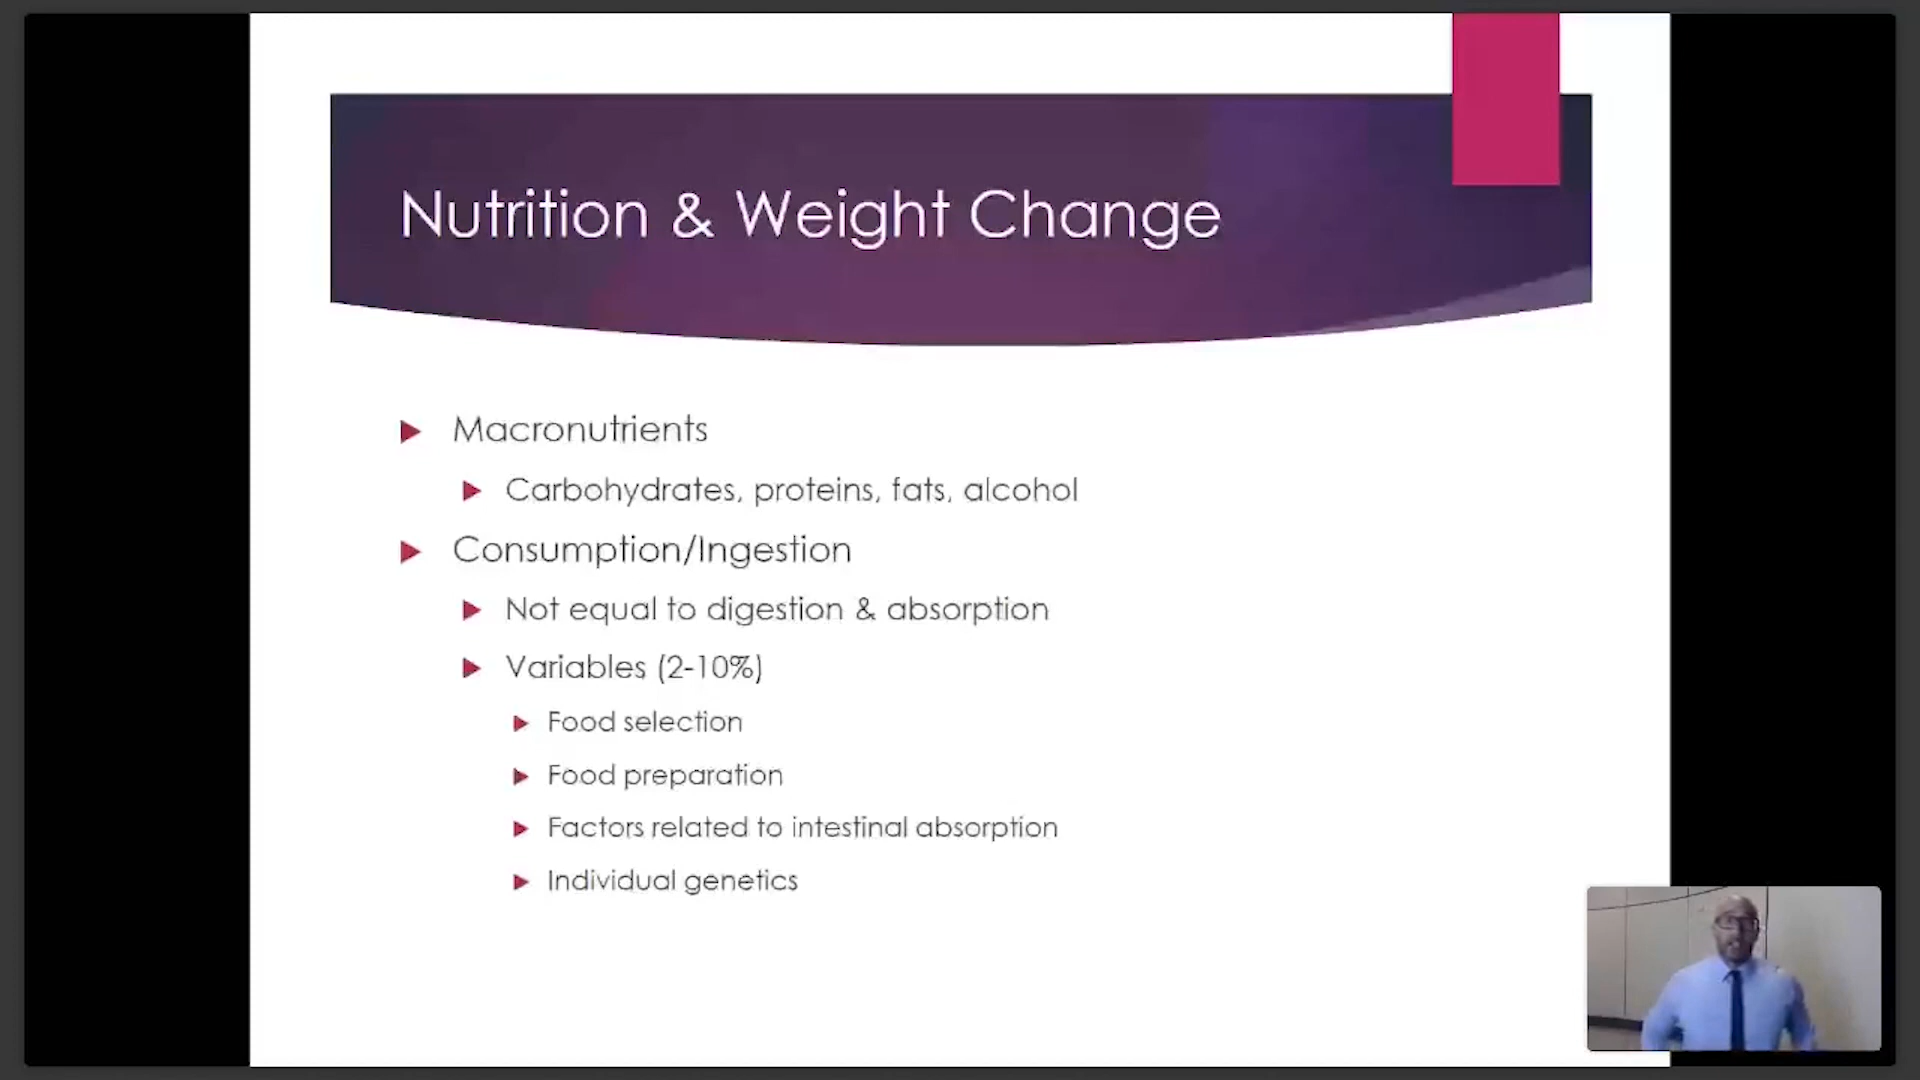 Nutrition & Weight Change
Macronutrients
Carbohydrates, proteins, fats, alcohol
Consumption/Ingestion
Not equal to digestion & absorption
Variables (2-10%)
Food selection
Food preparation
Factors related to intestinal absorption
Individual genetics